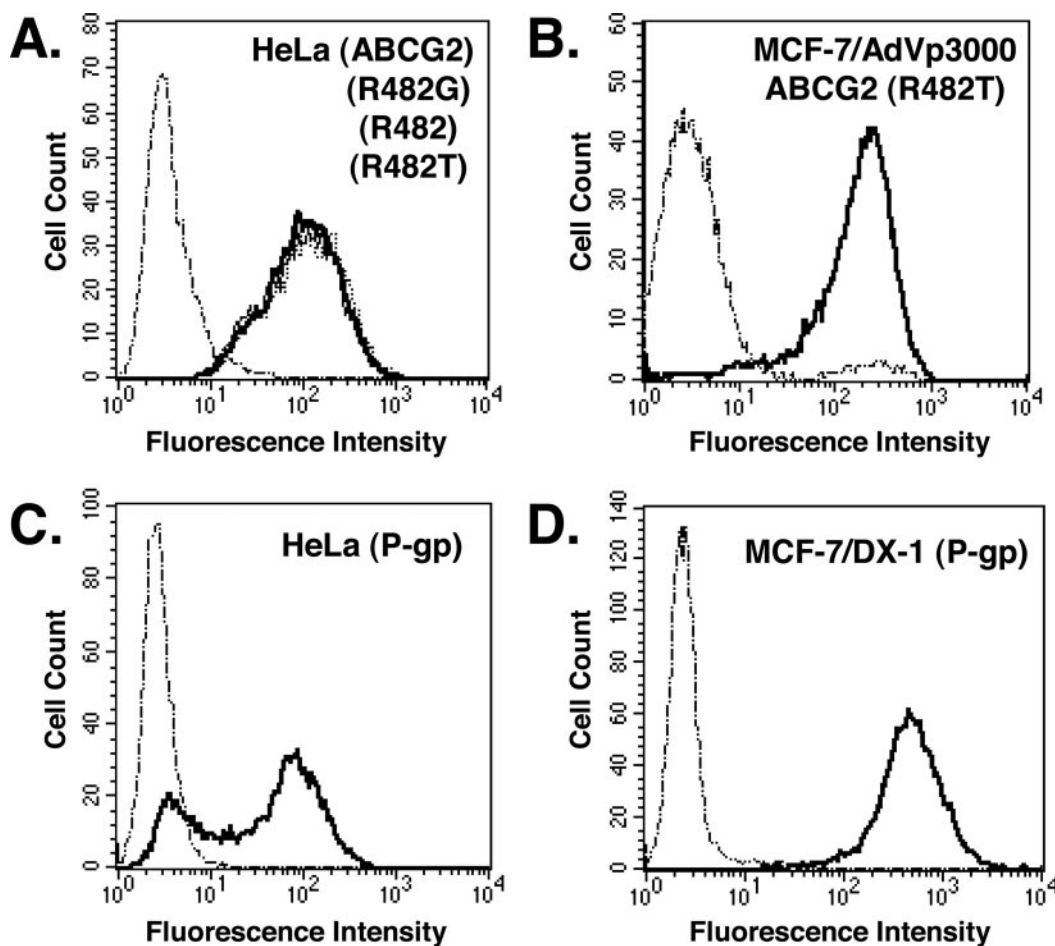 A.
HeLa (ABCG2)
(R482G)
(R482)
(R482T)
Cell Count
0 10 20 30 40 50 60 70 80
10^0 10^1 10^2 10^3 10^4
Fluorescence Intensity
B.
MCF-7/AdVp3000
ABCG2 (R482T)
Cell Count
0 10 20 30 40 50 60
10^0 10^1 10^2 10^3 10^4
Fluorescence Intensity
C.
HeLa (P-gp)
Cell Count
0 20 40 60 80 100
10^0 10^1 10^2 10^3 10^4
Fluorescence Intensity
D.
MCF-7/DX-1 (P-gp)
Cell Count
0 20 40 60 80 100 120 140
10^0 10^2 10^3 10^4
Fluorescence Intensity